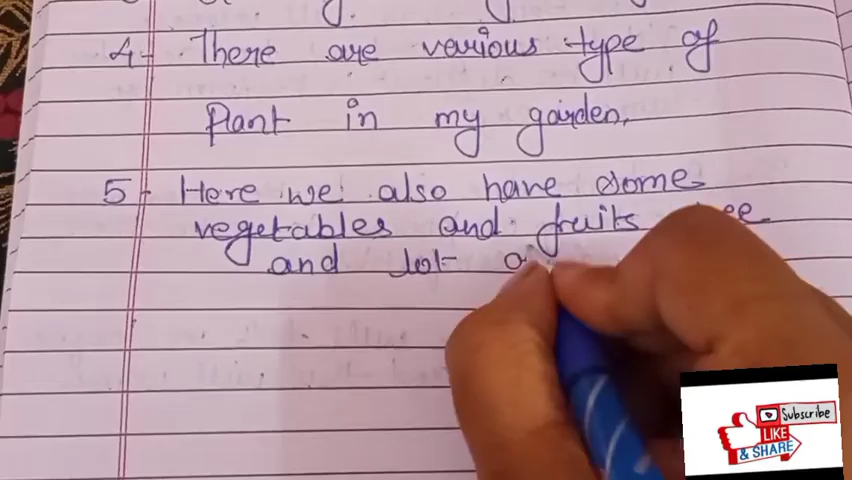 4- There are various type of
Plant in my garden.
5- Here we also have some
vegetables and fruits
and lot
Subscribe
LIKE
& SHARE